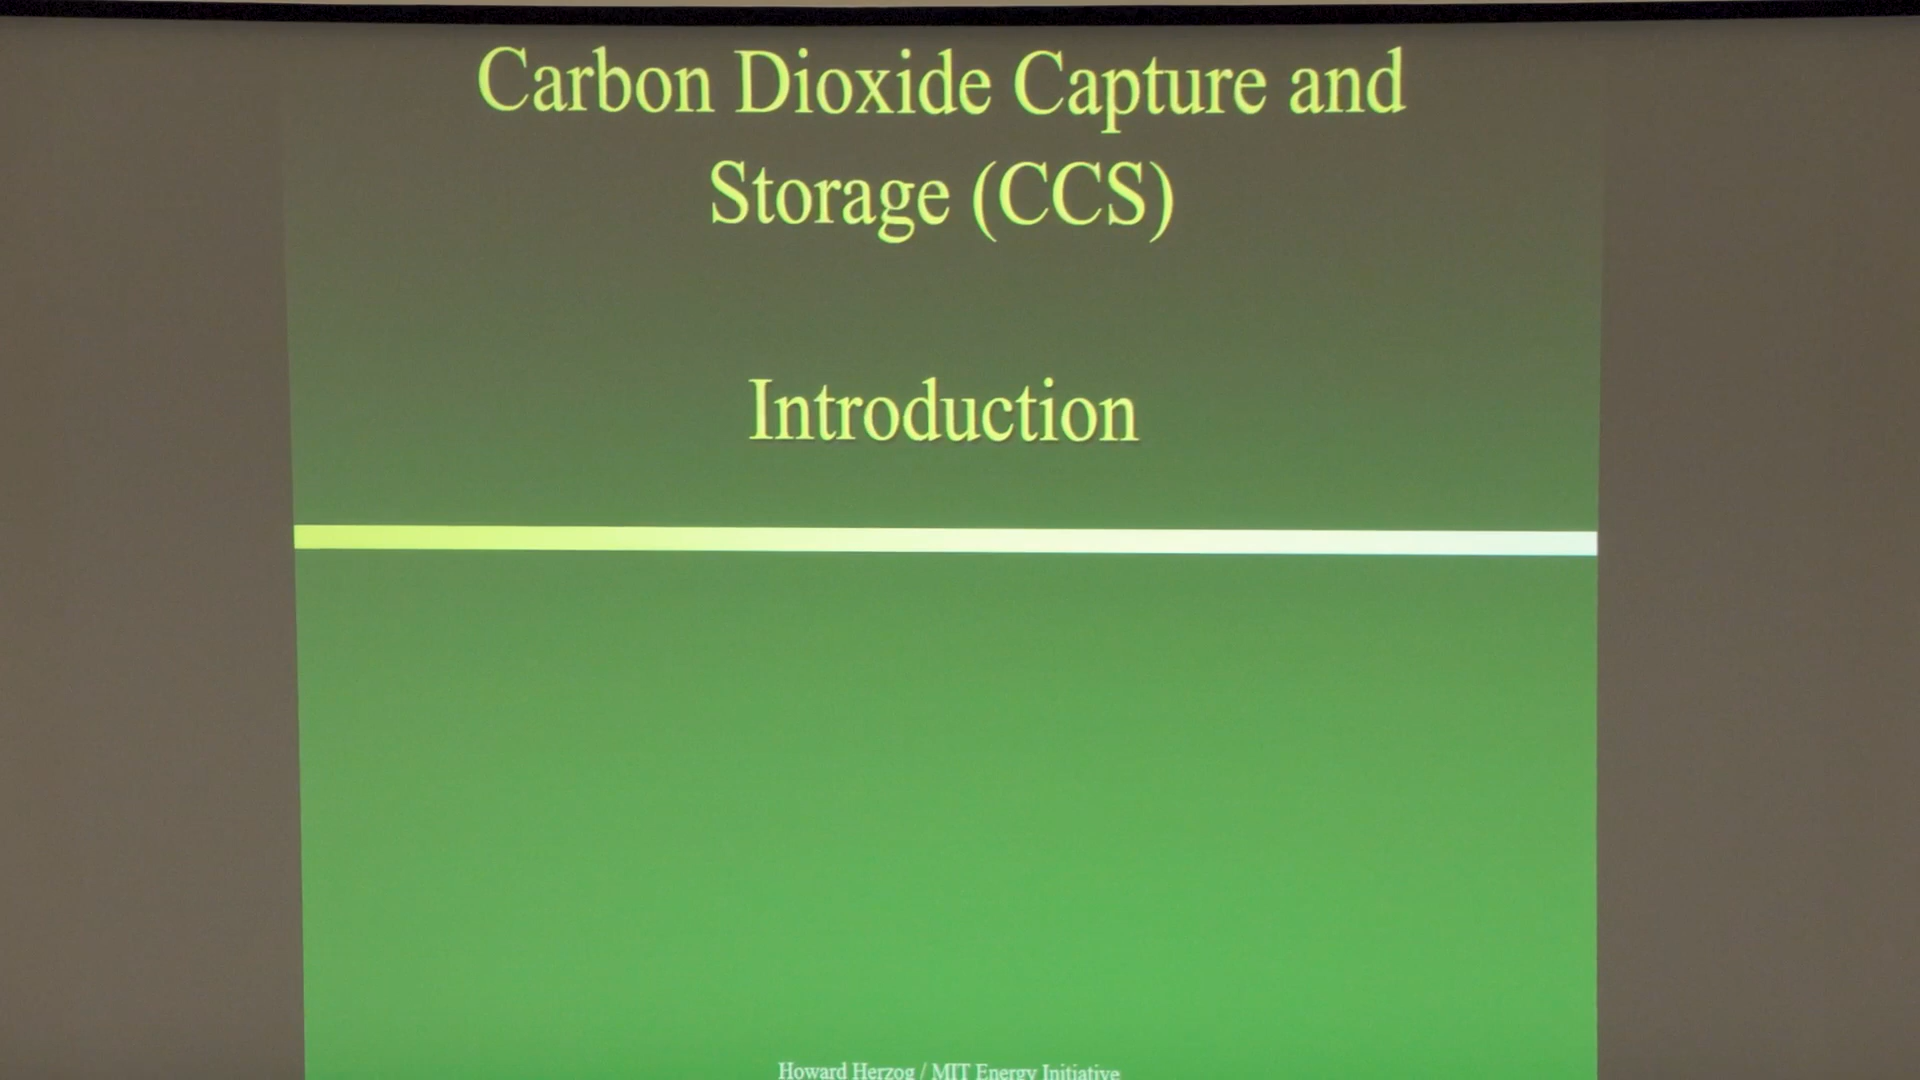 Carbon Dioxide Capture and
Storage (CCS)
Introduction
Howard Herzog / MIT Energy Initiative